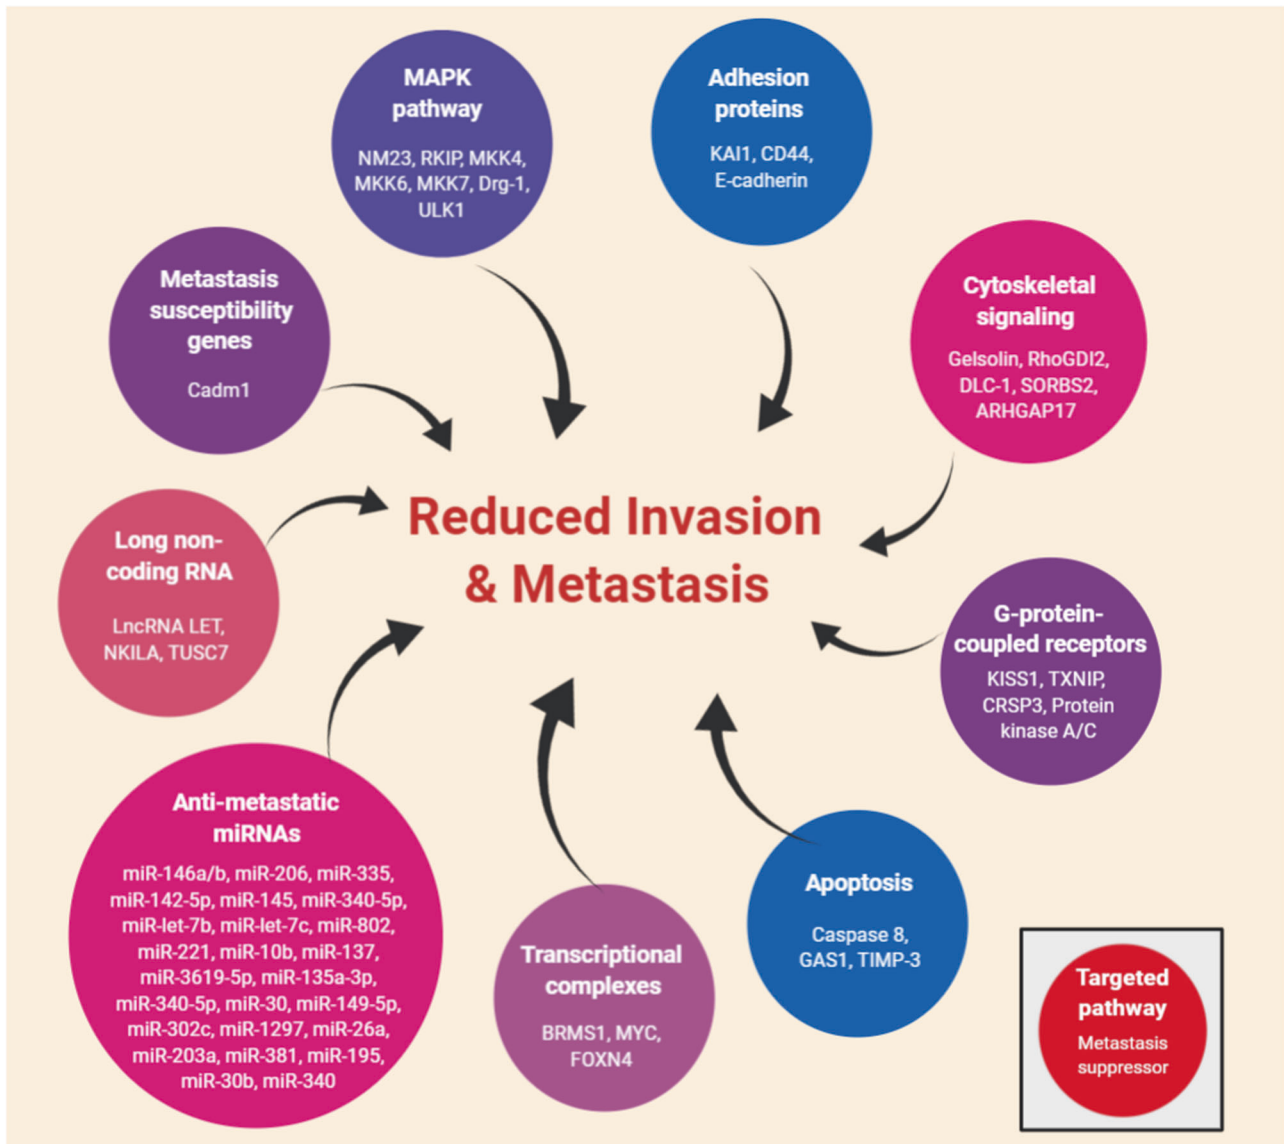 MAPK
pathway
NM23, RKIP, MKK4,
MKK6, MKK7, Drg-1,
ULK1
Adhesion
proteins
KAI1, CD44,
E-cadherin
Metastasis
susceptibility
genes
Cadm1
Cytoskeletal
signaling
Gelsolin, RhoGDI2,
DLC-1, SORBS2,
ARHGAP17
Reduced Invasion
& Metastasis
Long non-
coding RNA
LncRNA LET,
NKILA, TUSC7
G-protein-
coupled receptors
KISS1, TXNIP,
CRSP3, Protein
kinase A/C
Anti-metastatic
miRNAs
miR-146a/b, miR-206, miR-335,
miR-142-5p, miR-145, miR-340-5p,
miR-let-7b, miR-let-7c, miR-802,
miR-221, miR-10b, miR-137,
miR-3619-5p, miR-135a-3p,
miR-340-5p, miR-30, miR-149-5p,
miR-302c, miR-1297, miR-26a,
miR-203a, miR-381, miR-195,
miR-30b, miR-340
Transcriptional
complexes
BRMS1, MYC,
FOXN4
Apoptosis
Caspase 8,
GAS1, TIMP-3
Targeted
pathway
Metastasis
suppressor